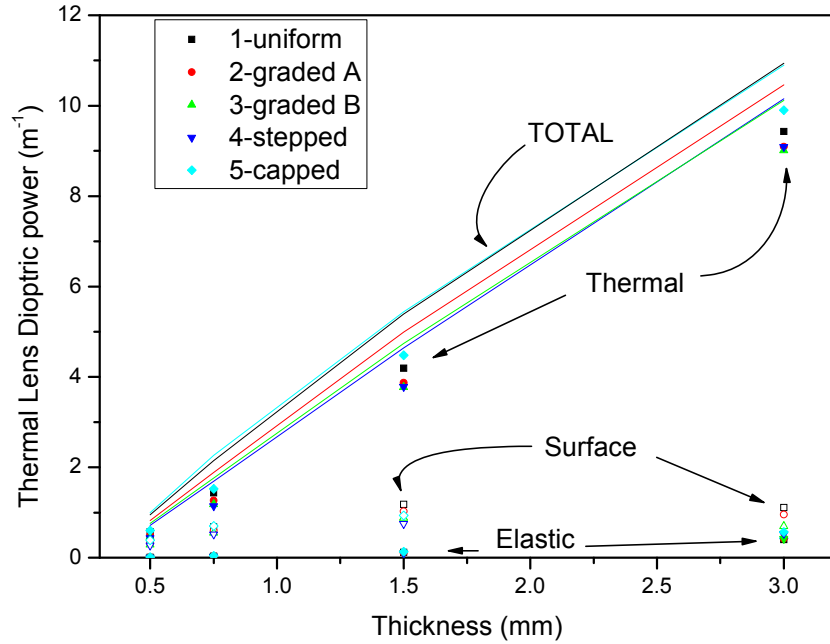 12
10
8
6
4
2
0
Thermal Lens Dioptric power (m⁻¹)
1-uniform
2-graded A
3-graded B
4-stepped
5-capped
TOTAL
Thermal
Surface
Elastic
0.5 1.0 1.5 2.0 2.5 3.0
Thickness (mm)